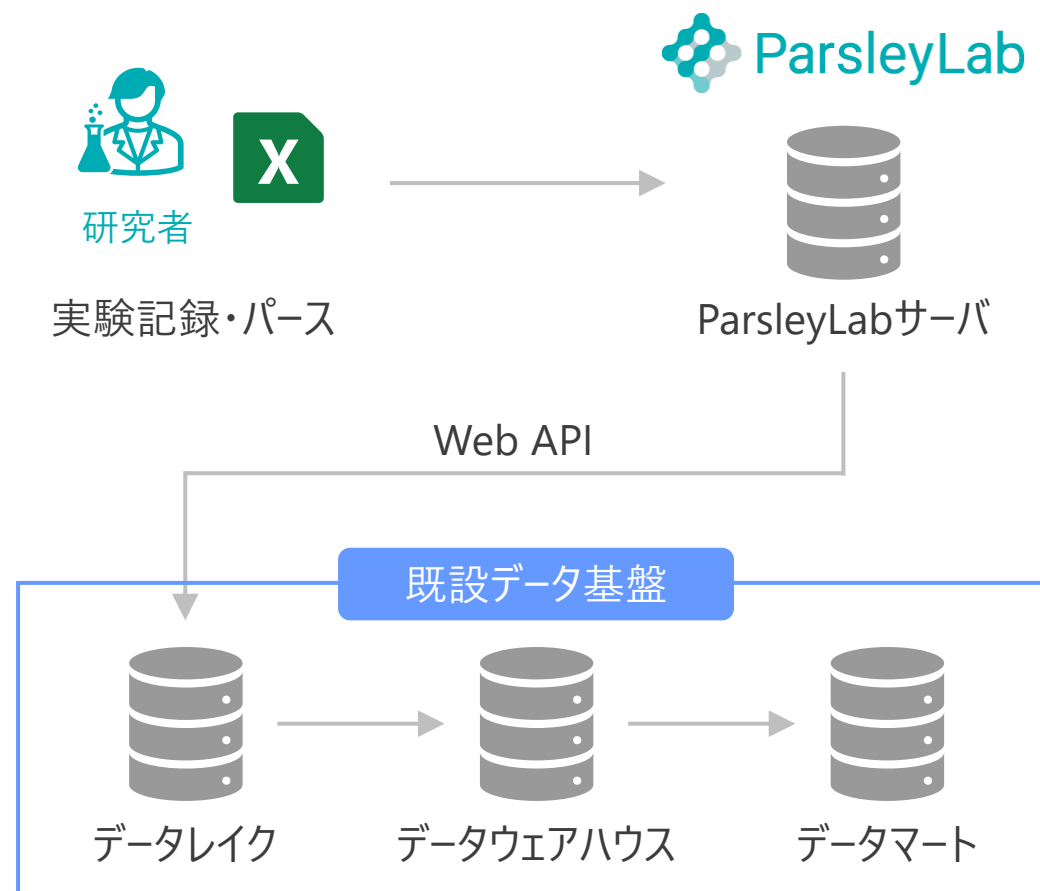 ParsleyLab
X
研究者
実験記録・パース
ParsleyLabサーバ
Web API
既設データ基盤
データレイク
データウェアハウス
データマート